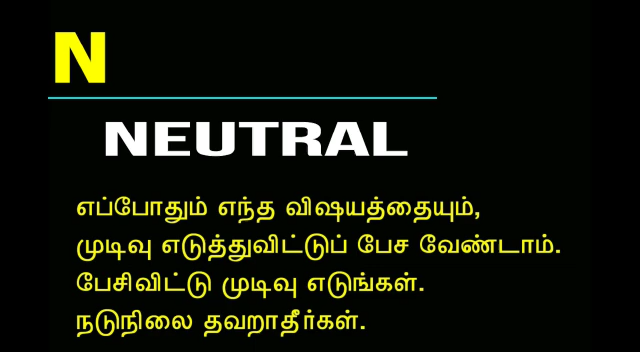 N
NEUTRAL
எப்போதும் எந்த விஷயத்தையும்,
முடிவு எடுத்துவிட்டுப் பேச வேண்டாம்.
பேசிவிட்டு முடிவு எடுங்கள்.
நடுநிலை தவறாதீர்கள்.